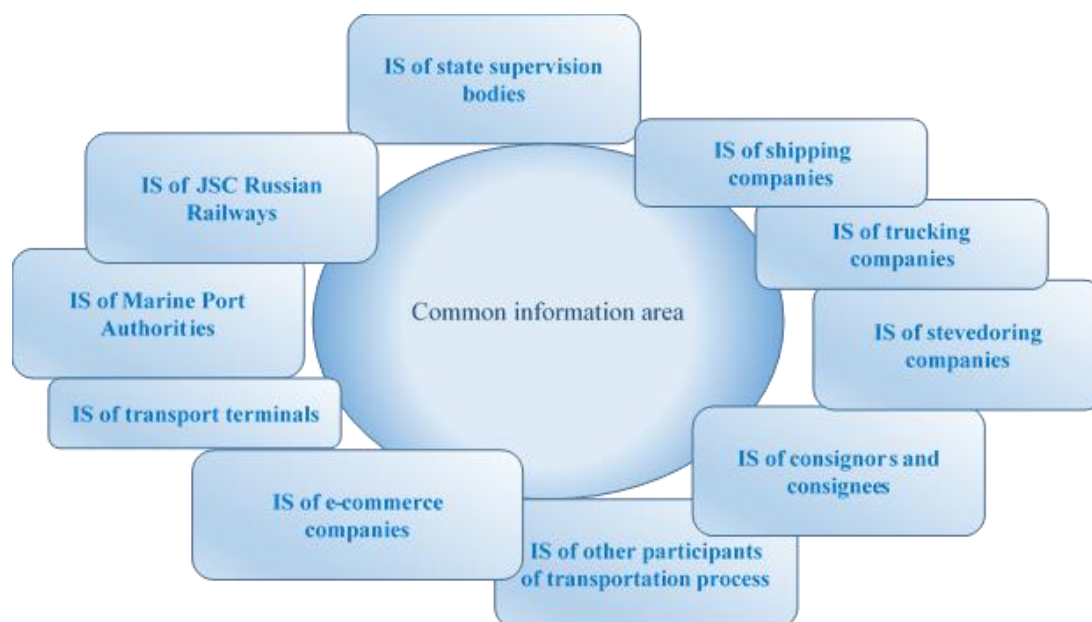 IS of state supervision
bodies
IS of shipping
companies
IS of JSC Russian
Railways
IS of trucking
companies
IS of Marine Port
Authorities
Common information area
IS of stevedoring
companies
IS of transport terminals
IS of consignors and
consignees
IS of e-commerce
companies
IS of other participants
of transportation process